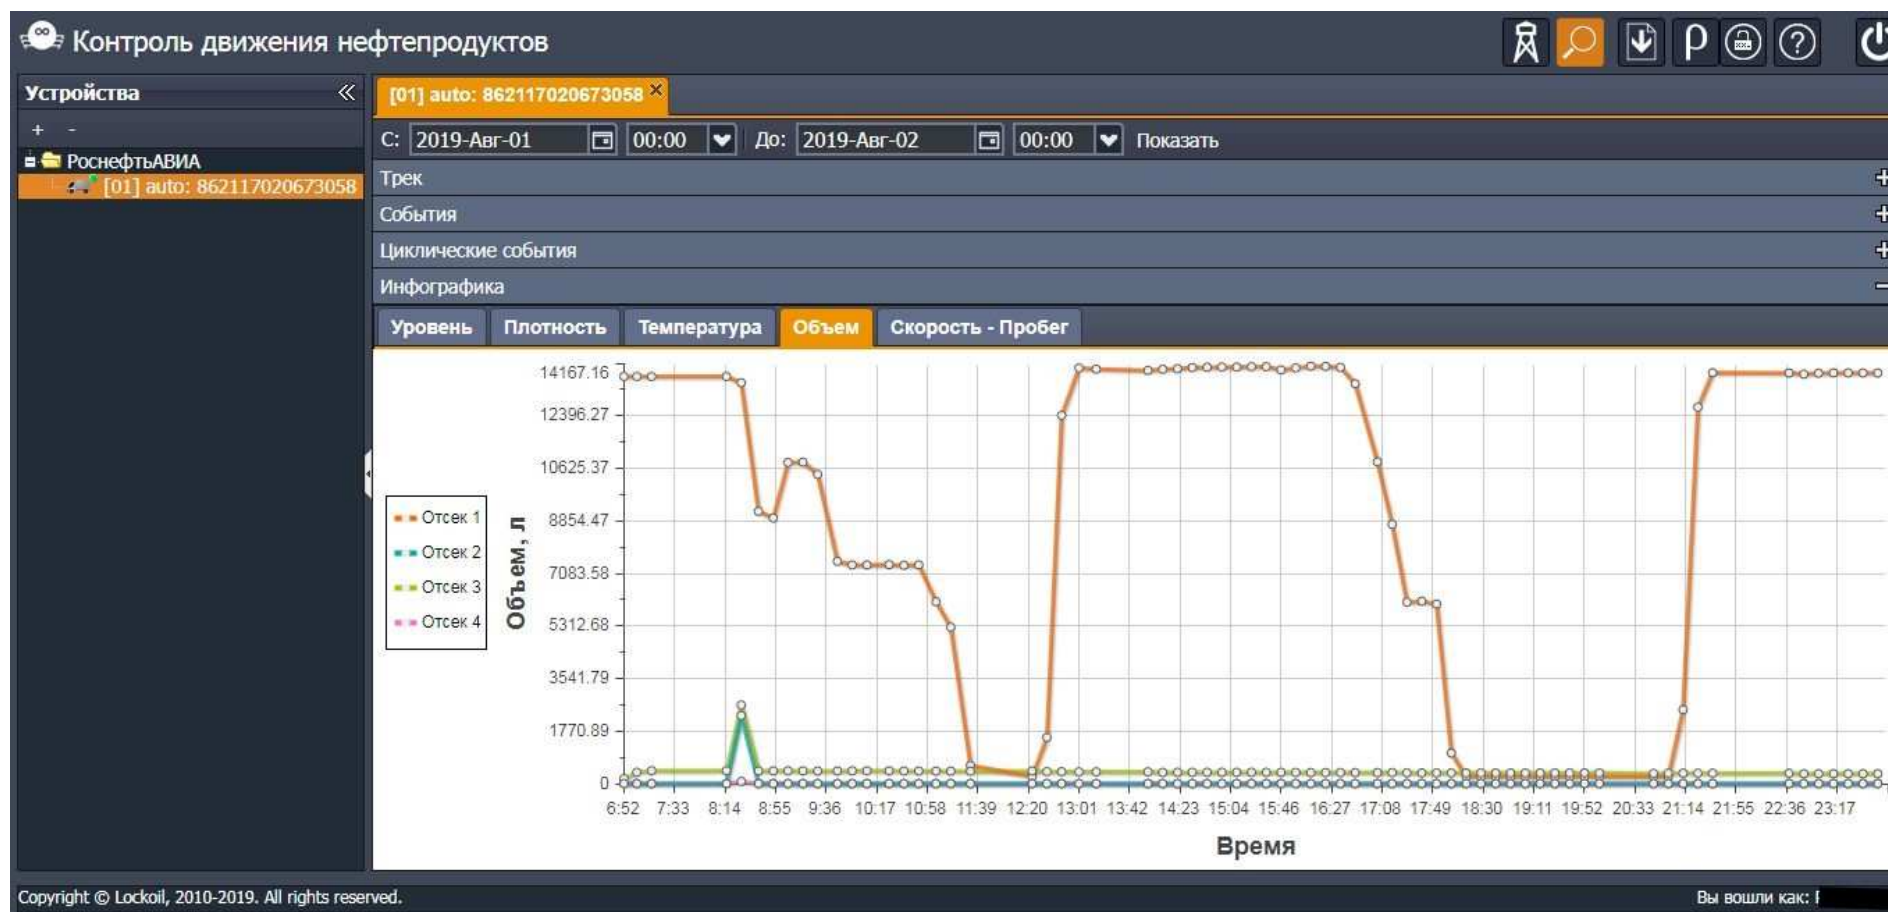 Контроль движения нефтепродуктов
Устройства
[01] auto: 862117020673058
+ -
С: 2019-Авг-01 00:00 До: 2019-Авг-02 00:00 Показать
РоснефтьАВИА
[01] auto: 862117020673058
Трек
События
Циклические события
Инфографика
Уровень Плотность Температура Объем Скорость - Пробег
14167.16
12396.27
10625.37
8854.47
7083.58
5312.68
3541.79
1770.89
0
Объем, л
Отсек 1
Отсек 2
Отсек 3
Отсек 4
6:52 7:33 8:14 8:55 9:36 10:17 10:58 11:39 12:20 13:01 13:42 14:23 15:04 15:46 16:27 17:08 17:49 18:30 19:11 19:52 20:33 21:14 21:55 22:36 23:17
Время
Copyright © Lockoil, 2010-2019. All rights reserved.
Вы вошли как: